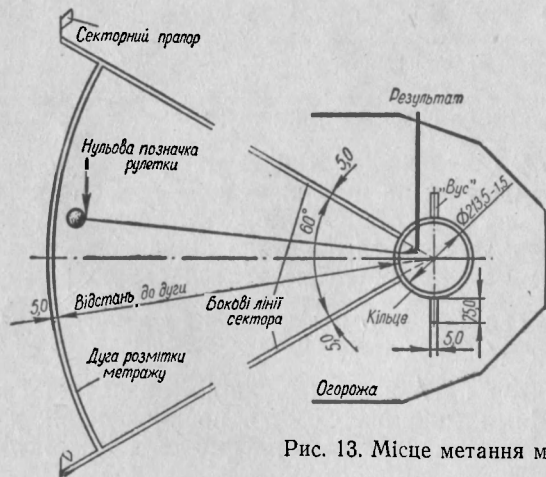 Секторний прапор
Результат
Нульова позначка
рулетки
5,0
"Вус"
Ф213,5-1,5
60°
Відстань до дуги
5,0
Бокові лінії
сектора
5,0
Кільце
75,0
5,0
Дуга розмітки
метражу
Огорожа
Рис. 13. Місце метання м